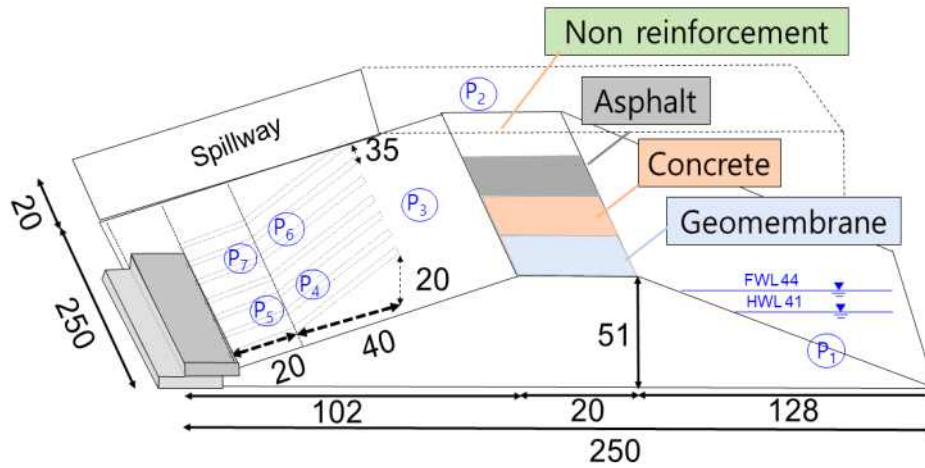 Non reinforcement
P2
Asphalt
Spillway
35
Concrete
20
P3
Geomembrane
P6
P7
FWL 44
20
HWL 41
P4
P5
250
51
40
P1
20
102
20
128
250